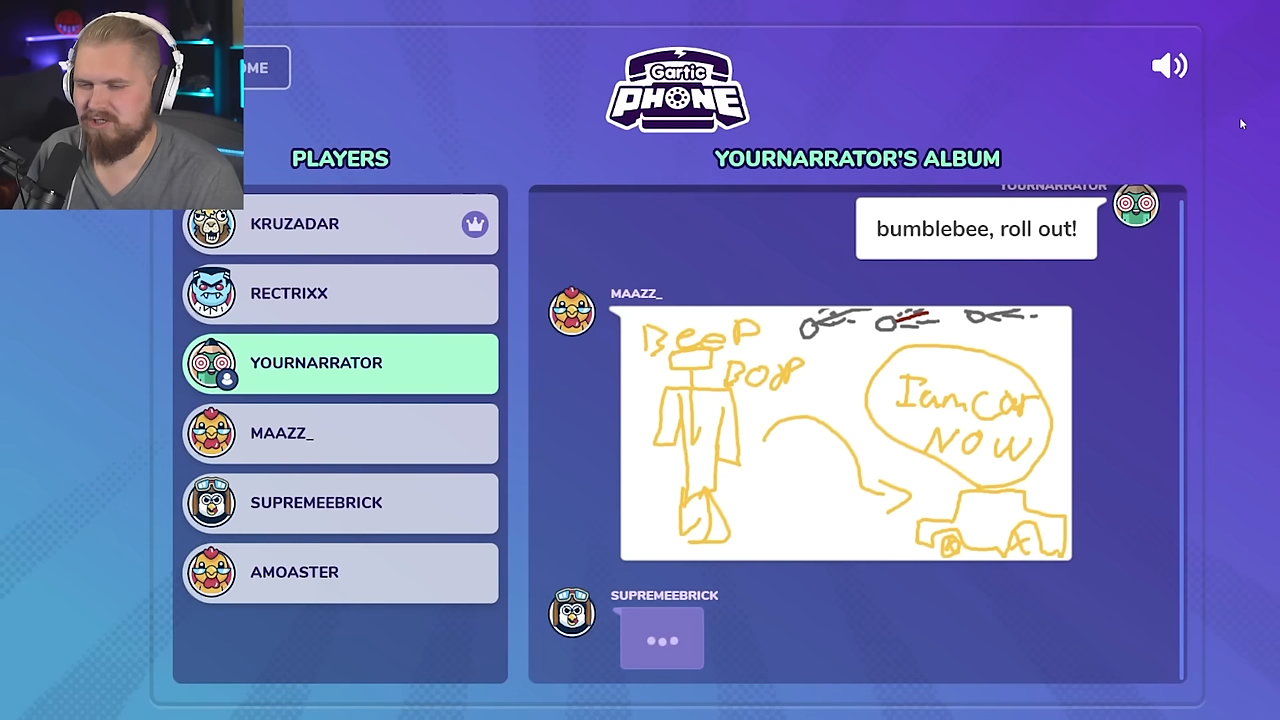 OME
Gartic
PHONE
PLAYERS
YOURNARRATOR'S ALBUM
KRUZADAR
RECTRIXX
YOURNARRATOR
MAAZZ_
SUPREMEEBRICK
AMOASTER
YOURNARRATOR
bumblebee, roll out!
MAAZZ_
Beep
BOOP
I am Car
NOW
SUPREMEEBRICK
...